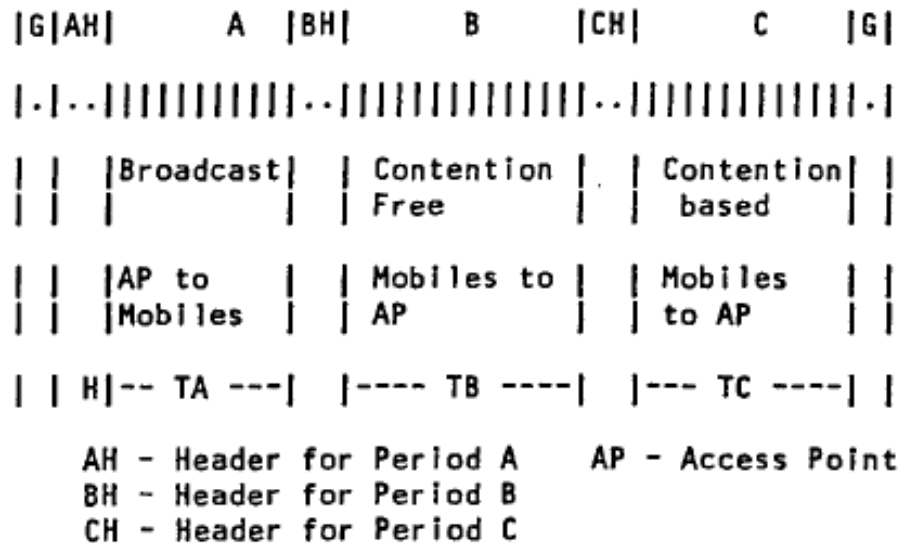 |G|AH| A |BH| B |CH| C |G|
|.|..||||||||||||..|||||||||||||||..||||||||||||||.|
| | |Broadcast| | Contention | | Contention| |
| | | | | Free | | based | |
| | |AP to | | Mobiles to | | Mobiles | |
| | |Mobiles | | AP | | to AP | |
| | H|-- TA ---| |---- TB ----| |--- TC ----| |
AH - Header for Period A AP - Access Point
BH - Header for Period B
CH - Header for Period C